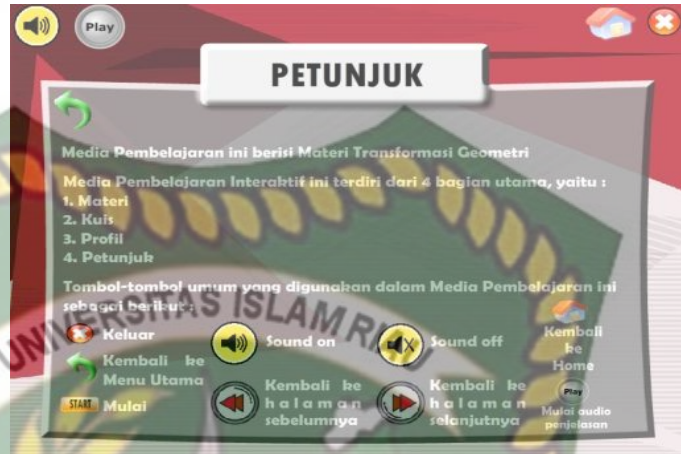 Play
PETUNJUK
Media Pembelajaran ini berisi Materi Transformasi Geometri
Media Pembelajaran Interaktif ini terdiri dari 4 bagian utama, yaitu :
1. Materi
2. Kuis
3. Profil
4. Petunjuk
Tombol-tombol umum yang digunakan dalam Media Pembelajaran ini
sebagai berikut :
Keluar
Sound on
Sound off
Kembali
ke
Home
Kembali ke
Menu Utama
START
Mulai
Kembali ke
halaman
sebelumnya
Kembali ke
halaman
selanjutnya
Play
Mulai audio
penjelasan
UNIVERSITAS ISLAM RIAU